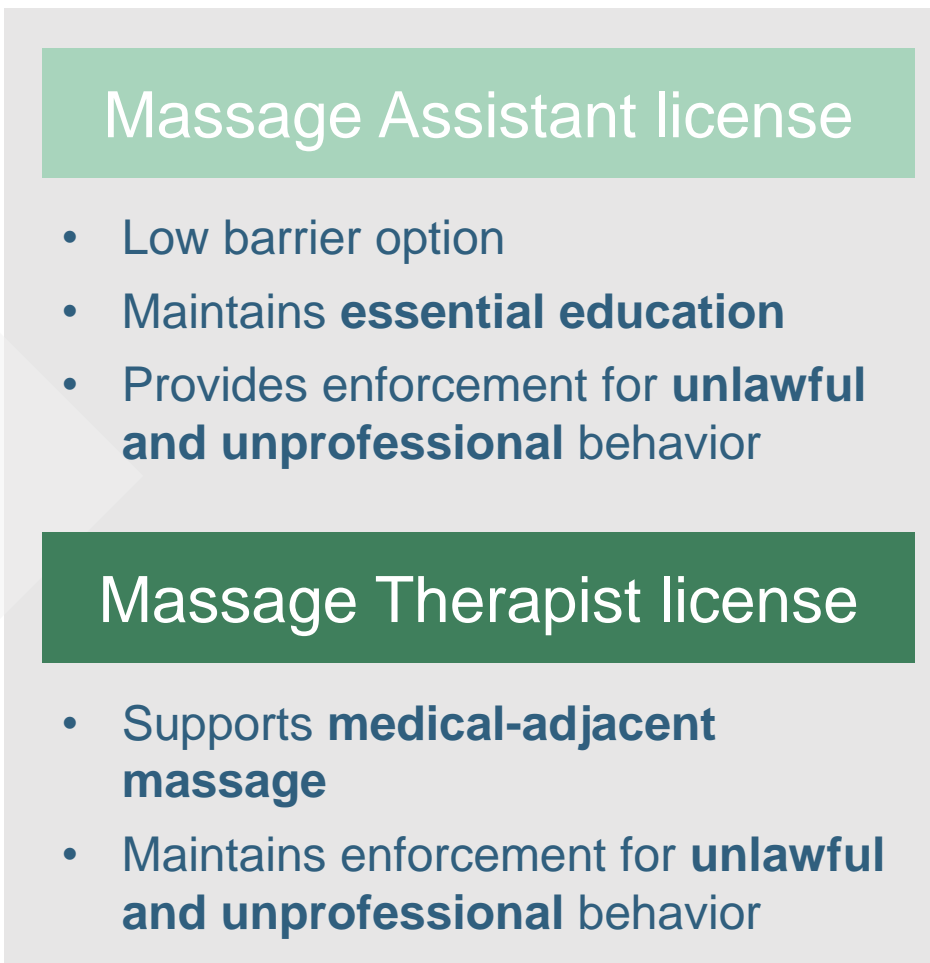 Massage Assistant license
• Low barrier option
• Maintains essential education
• Provides enforcement for unlawful
and unprofessional behavior
Massage Therapist license
• Supports medical-adjacent
massage
• Maintains enforcement for unlawful
and unprofessional behavior